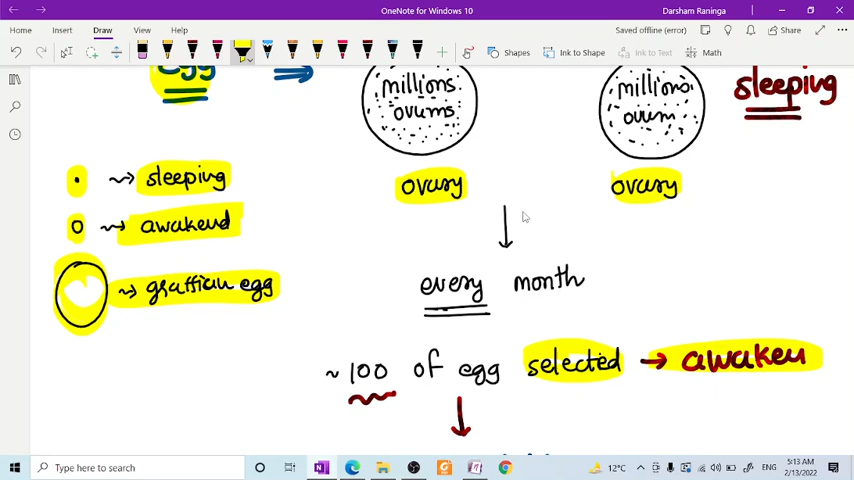 OneNote for Windows 10
Darsham Raninga
Home Insert Draw View Help
Saved offline (error) Share
Shapes Ink to Shape Ink to Text Math
Egg
millions
ovums
millions
ovum
sleeping
sleeping
ovary
ovary
awakend
graffian egg
every month
~ 100 of egg selected → awaken
Type here to search
12°C
ENG
5:13 AM
2/13/2022